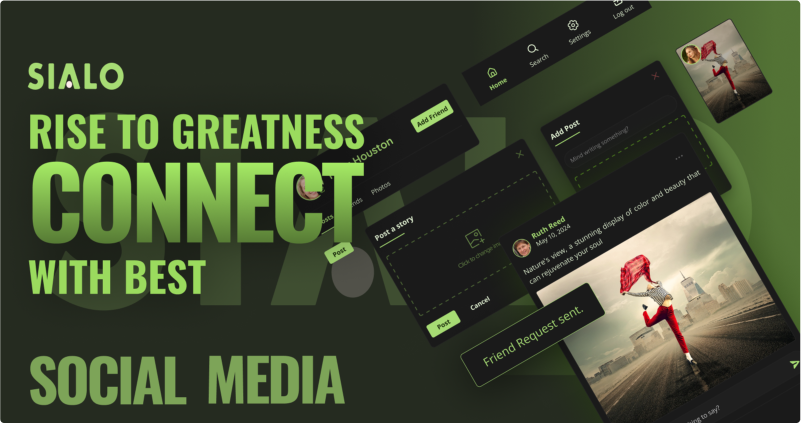 SIALO
RISE TO GREATNESS
CONNECT
WITH BEST
SOCIAL MEDIA
Home
Search
Settings
Log out
Add Friend
Houston
Photos
Post
Post a story
Click to change
Post
Cancel
Add Post
Mind writing something?
Ruth Reed
May 10, 2024
Nature's view, a stunning display of color and beauty that
can rejuvenate your soul
Friend Request sent.
to say?